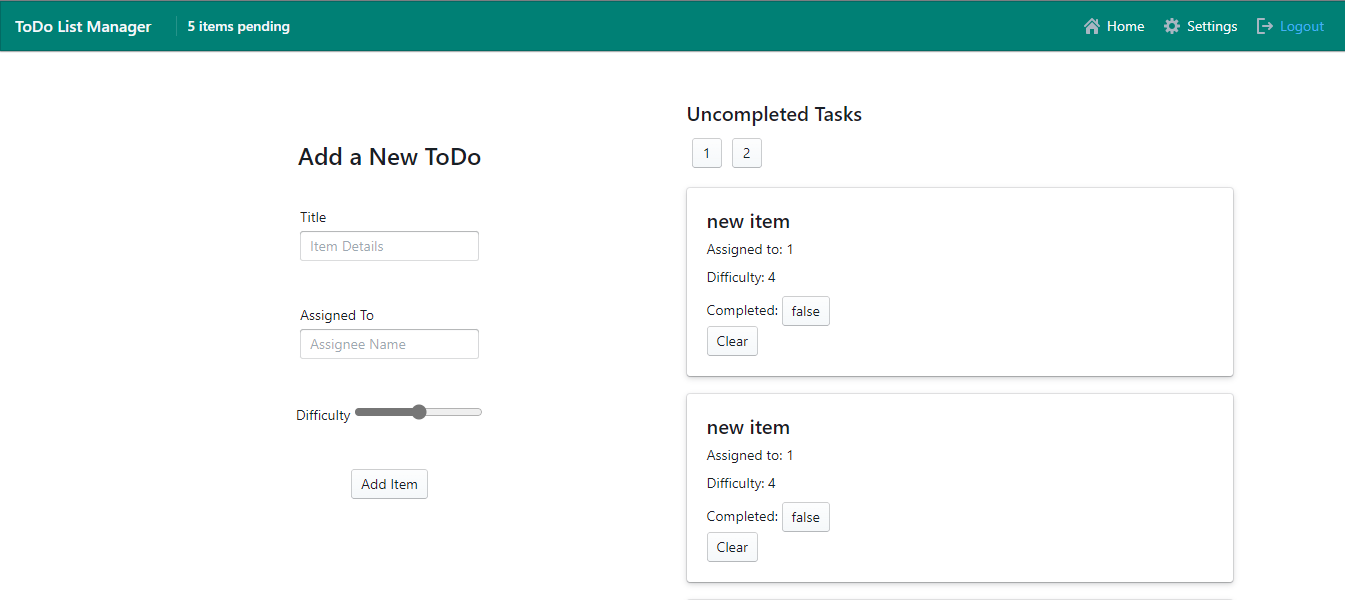 ToDo List Manager
5 items pending
Home
Settings
Logout
Add a New ToDo
Title
Item Details
Assigned To
Assignee Name
Difficulty
Add Item
Uncompleted Tasks
1
2
new item
Assigned to: 1
Difficulty: 4
Completed: false
Clear
new item
Assigned to: 1
Difficulty: 4
Completed: false
Clear